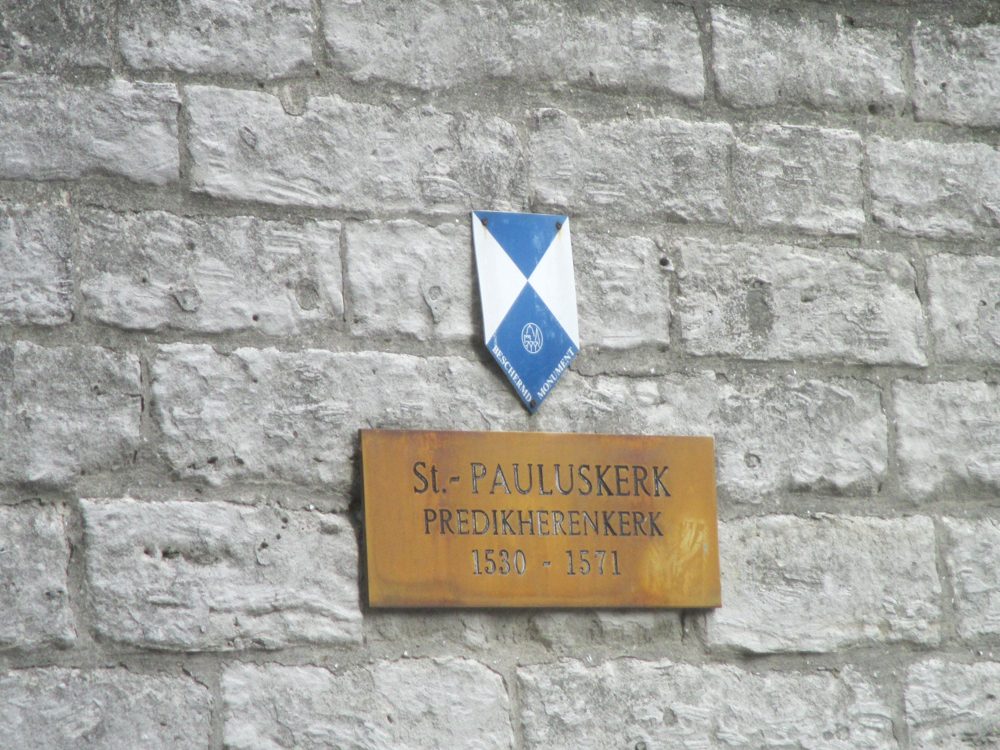 BESCHERMD MONUMENT
St.-PAULUSKERK
PREDIKHERENKERK
1530 - 1571